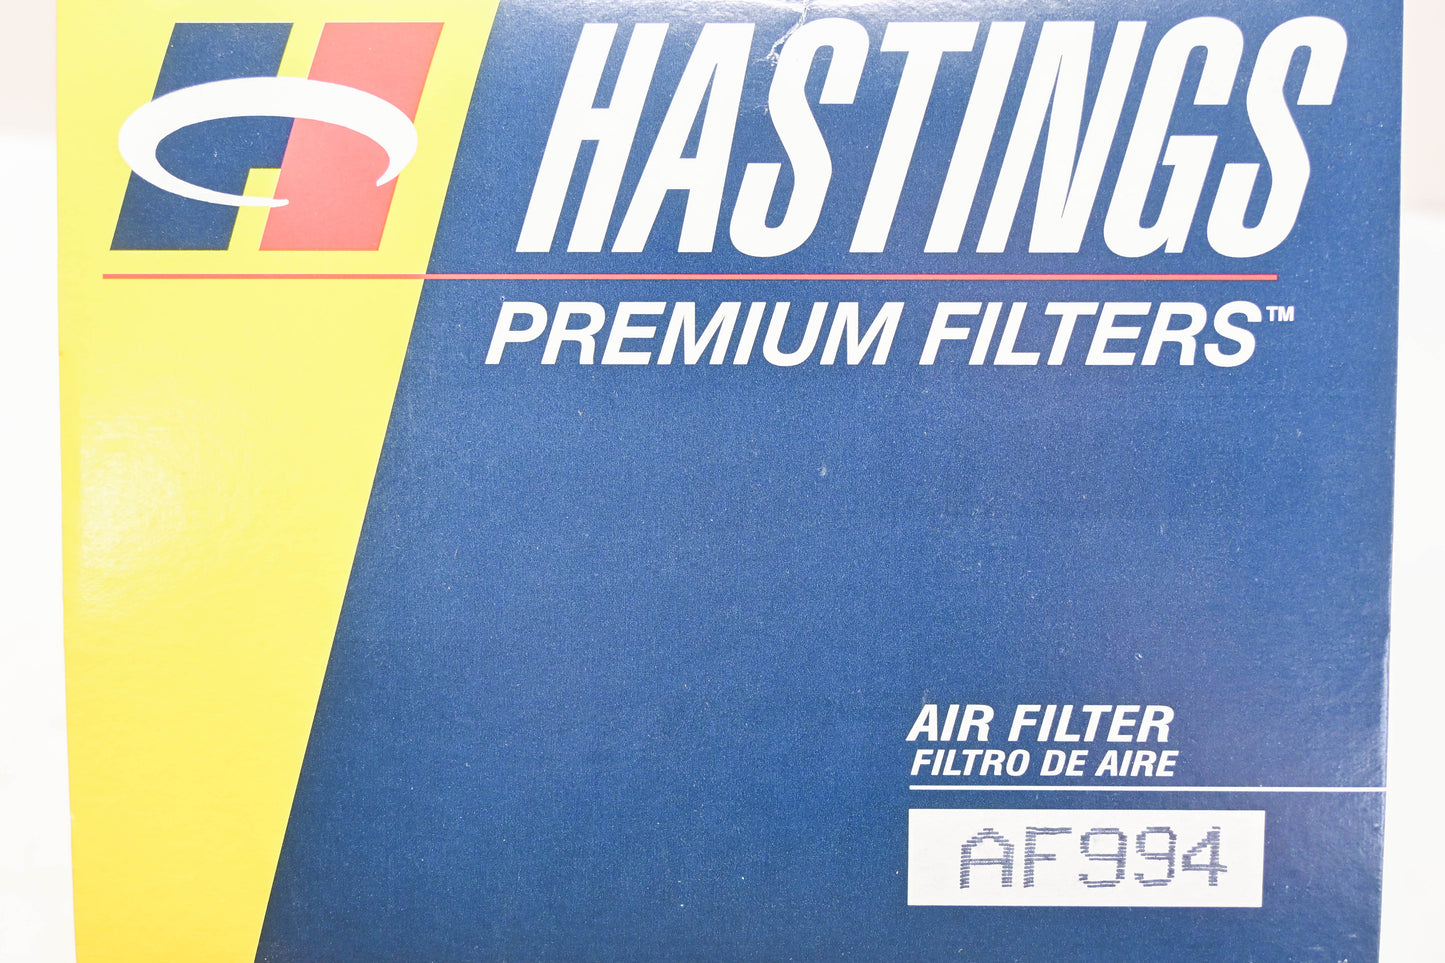 HASTINGS
PREMIUM FILTERS™
AIR FILTER
FILTRO DE AIRE
AF994